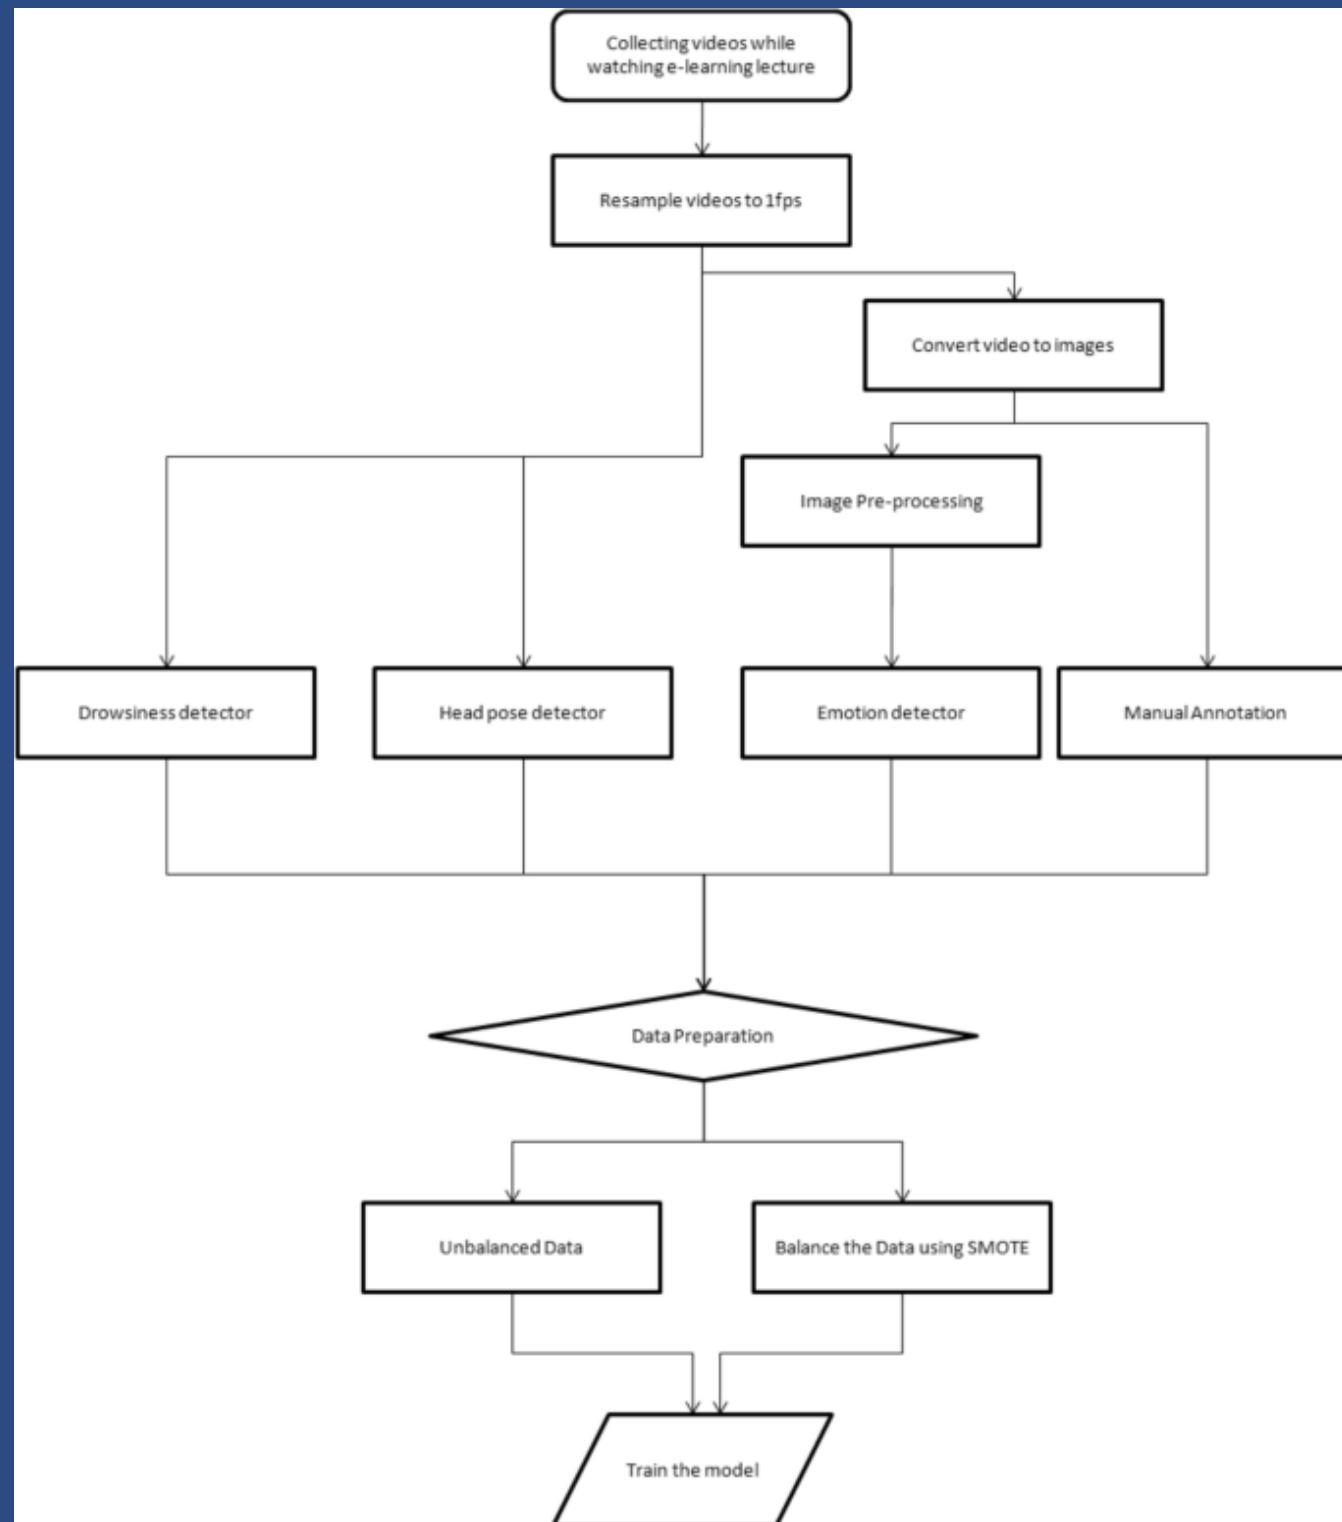 Collecting videos while
watching e-learning lecture
Resample videos to 1fps
Convert video to images
Image Pre-processing
Drowsiness detector
Head pose detector
Emotion detector
Manual Annotation
Data Preparation
Unbalanced Data
Balance the Data using SMOTE
Train the model